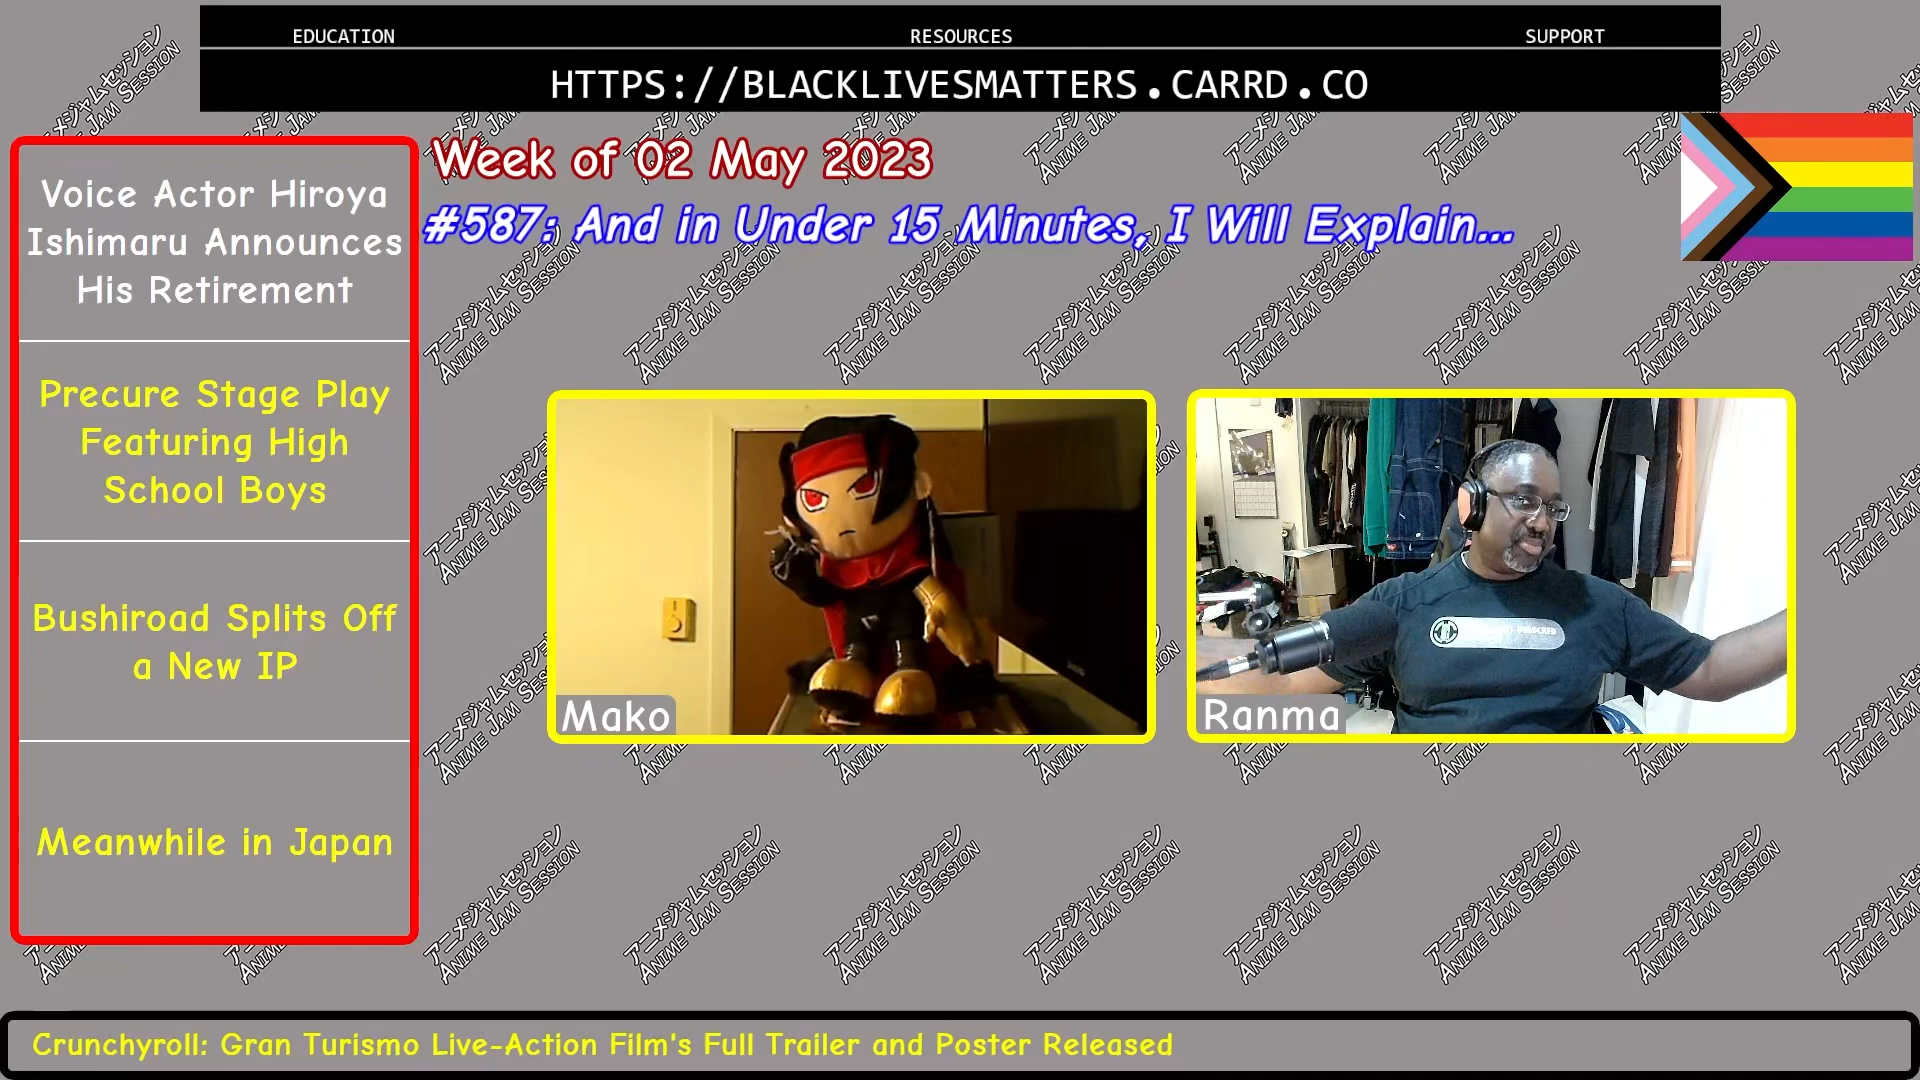 EDUCATION
RESOURCES
SUPPORT
HTTPS://BLACKLIVESMATTERS.CARRD.CO
Week of 02 May 2023
#587: And in Under 15 Minutes, I Will Explain...
Voice Actor Hiroya
Ishimaru Announces
His Retirement
Precure Stage Play
Featuring High
School Boys
Bushiroad Splits Off
a New IP
Meanwhile in Japan
Mako
Ranma
アニメジャムセッション
ANIME JAM SESSION
Crunchyroll: Gran Turismo Live-Action Film's Full Trailer and Poster Released